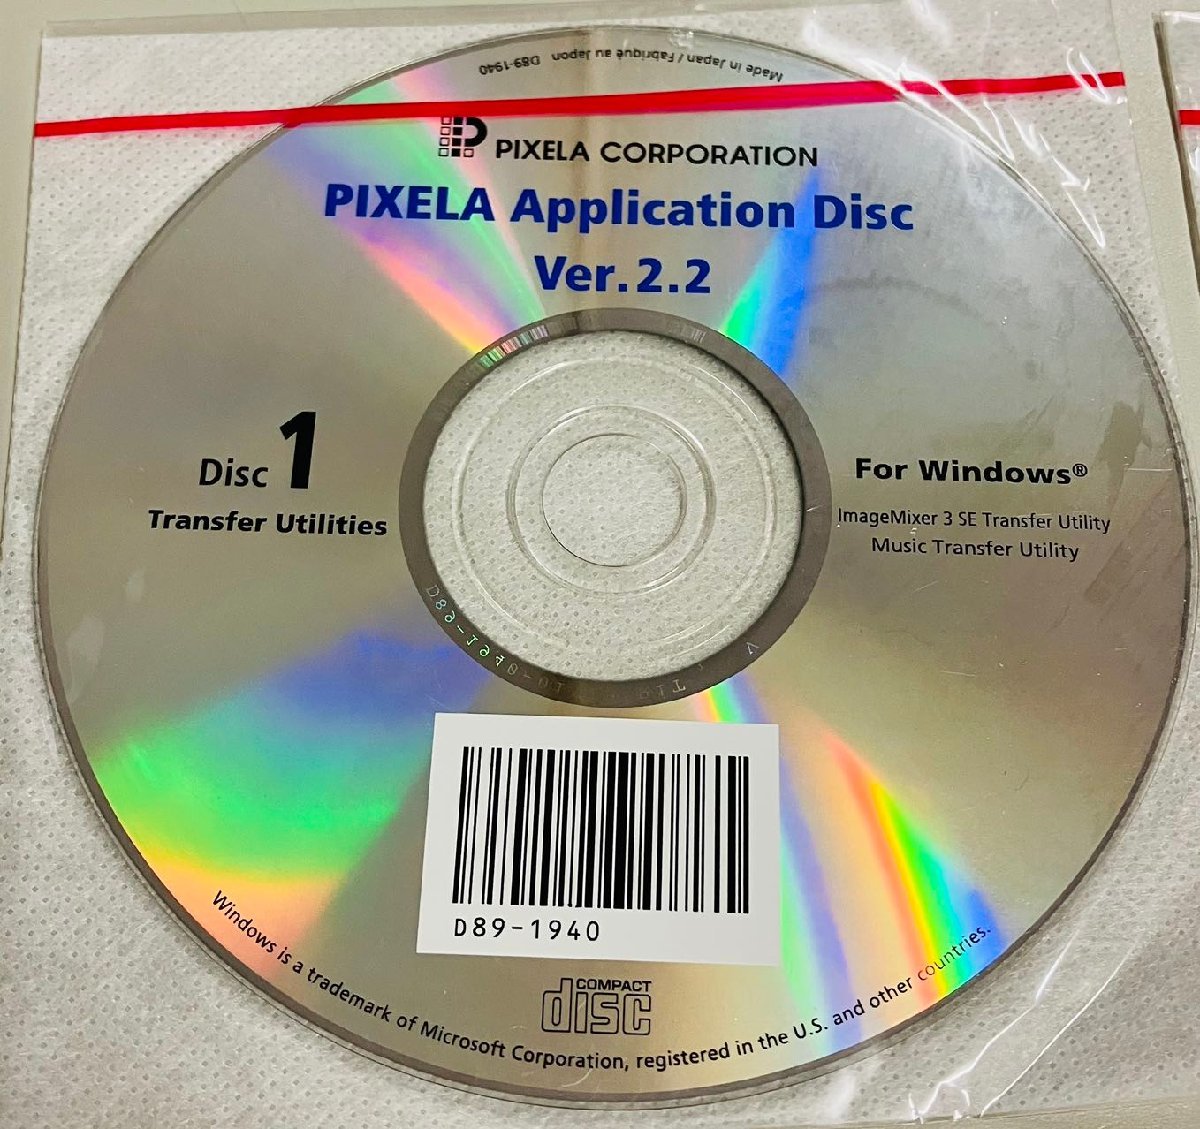 Made in Japan / Fabriqué au Japon D89-1940
PIXELA CORPORATION
PIXELA Application Disc
Ver.2.2
Disc 1
Transfer Utilities
For Windows®
ImageMixer 3 SE Transfer Utility
Music Transfer Utility
D89-1940
COMPACT
disc
Windows is a trademark of Microsoft Corporation, registered in the U.S. and other countries.